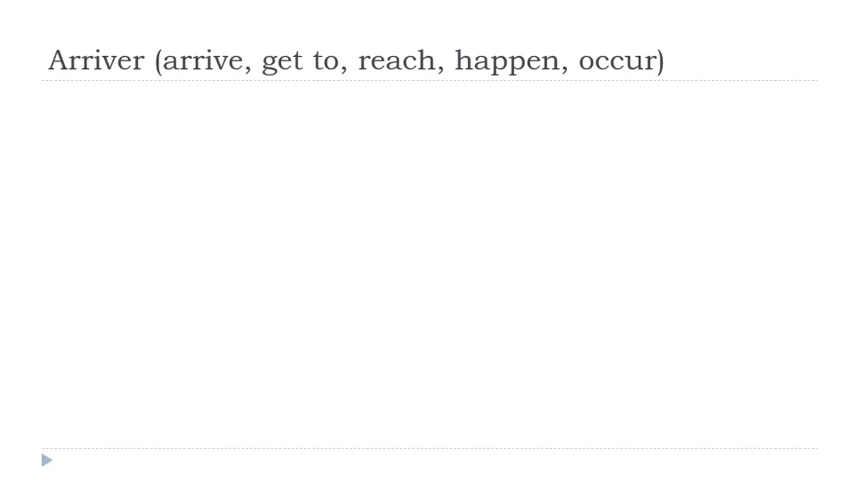 Arriver (arrive, get to, reach, happen, occur)